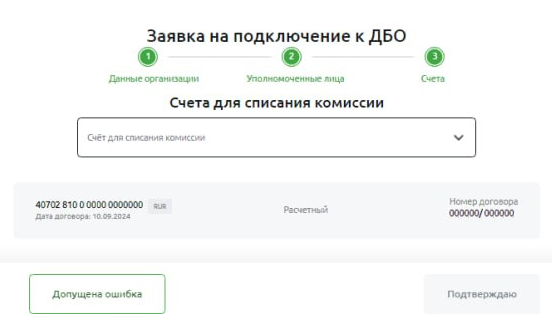 Заявка на подключение к ДБО
1 2 3
Данные организации Уполномоченные лица Счета
Счета для списания комиссии
Счёт для списания комиссии
40702 810 0 0000 0000000 RUR Расчетный Номер договора
Дата договора: 10.09.2024 000000/ 000000
Допущена ошибка Подтверждаю